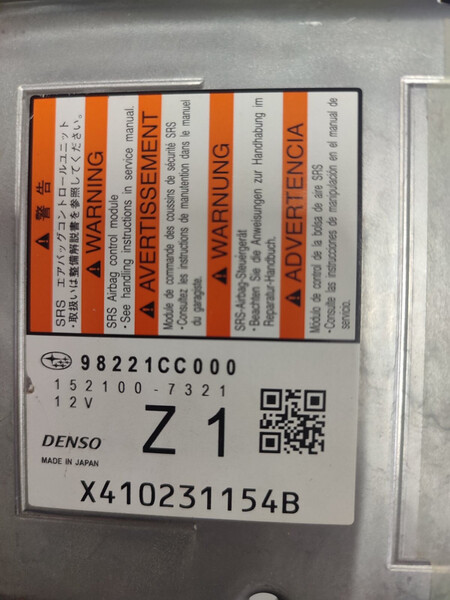 警告
SRS エアバッグコントロールユニット
・取扱いは整備解説書を参照してください。
WARNING
SRS Airbag control module
・See handling instructions in service manual.
AVERTISSEMENT
Module de commande des coussins de sécurité SRS
・Consultez les instructions de manutention dans le manuel
du garagiste.
WARNUNG
SRS-Airbag-Steuergerät
・Beachten Sie die Anweisungen zur Handhabung im
Reparatur-Handbuch.
ADVERTENCIA
Módulo de control de la bolsa de aire SRS
・Consulte las instrucciones de manipulación en el manual de
servicio.
98221CC000
152100-7321
12V
Z1
DENSO
MADE IN JAPAN
X410231154B